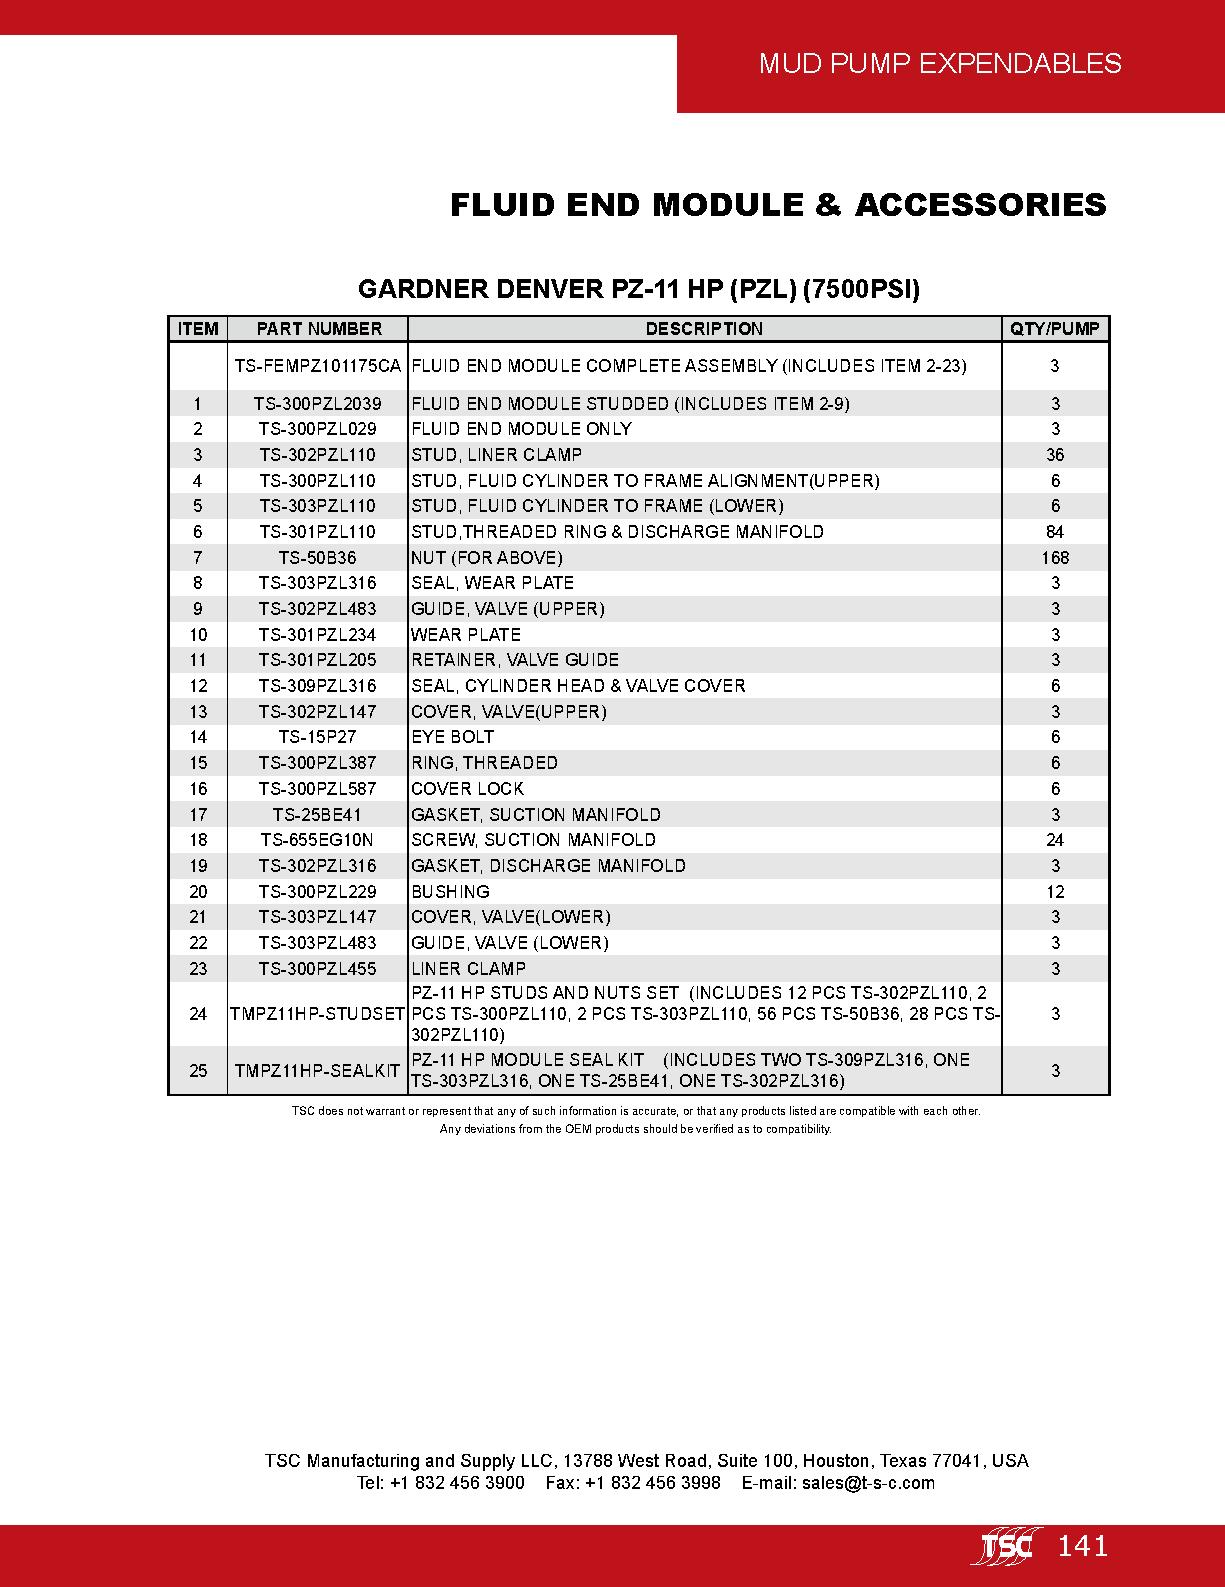 MUD PUMP EXPENDABLES
FLUID END MODULE & ACCESSORIES
GARDNER DENVER PZ-11 HP (PZL) (7500PSI)
ITEM PART NUMBER DESCRIPTION QTY/PUMP
TS-FEMPZ101175CA FLUID END MODULE COMPLETE ASSEMBLY (INCLUDES ITEM 2-23) 3
1 TS-300PZL2039 FLUID END MODULE STUDDED (INCLUDES ITEM 2-9) 3
2 TS-300PZL029 FLUID END MODULE ONLY 3
3 TS-302PZL110 STUD, LINER CLAMP 36
4 TS-300PZL110 STUD, FLUID CYLINDER TO FRAME ALIGNMENT(UPPER) 6
5 TS-303PZL110 STUD, FLUID CYLINDER TO FRAME (LOWER) 6
6 TS-301PZL110 STUD,THREADED RING & DISCHARGE MANIFOLD 84
7 TS-50B36 NUT (FOR ABOVE) 168
8 TS-303PZL316 SEAL, WEAR PLATE 3
9 TS-302PZL483 GUIDE, VALVE (UPPER) 3
10 TS-301PZL234 WEAR PLATE 3
11 TS-301PZL205 RETAINER, VALVE GUIDE 3
12 TS-309PZL316 SEAL, CYLINDER HEAD & VALVE COVER 6
13 TS-302PZL147 COVER, VALVE(UPPER) 3
14 TS-15P27 EYE BOLT 6
15 TS-300PZL387 RING, THREADED 6
16 TS-300PZL587 COVER LOCK 6
17 TS-25BE41 GASKET, SUCTION MANIFOLD 3
18 TS-655EG10N SCREW, SUCTION MANIFOLD 24
19 TS-302PZL316 GASKET, DISCHARGE MANIFOLD 3
20 TS-300PZL229 BUSHING 12
21 TS-303PZL147 COVER, VALVE(LOWER) 3
22 TS-303PZL483 GUIDE, VALVE (LOWER) 3
23 TS-300PZL455 LINER CLAMP 3
PZ-11 HP STUDS AND NUTS SET (INCLUDES 12 PCS TS-302PZL110, 2
24 TMPZ11HP-STUDSET PCS TS-300PZL110, 2 PCS TS-303PZL110, 56 PCS TS-50B36, 28 PCS TS- 3
302PZL110)
PZ-11 HP MODULE SEAL KIT (INCLUDES TWO TS-309PZL316, ONE
25 TMPZ11HP-SEALKIT TS-303PZL316, ONE TS-25BE41, ONE TS-302PZL316) 3
TSC does not warrant or represent that any of such information is accurate, or that any products listed are compatible with each other.
Any deviations from the OEM products should be verified as to compatibility.
TSC Manufacturing and Supply LLC, 13788 West Road, Suite 100, Houston, Texas 77041, USA
Tel: +1 832 456 3900 Fax: +1 832 456 3998 E-mail: sales@t-s-c.com
TSC 141